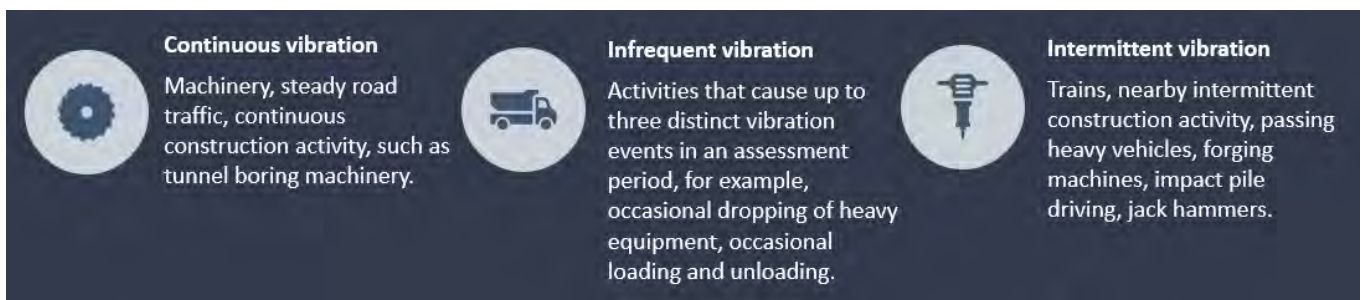 Continuous vibration
Machinery, steady road
traffic, continuous
construction activity, such as
tunnel boring machinery.
Infrequent vibration
Activities that cause up to
three distinct vibration
events in an assessment
period, for example,
occasional dropping of heavy
equipment, occasional
loading and unloading.
Intermittent vibration
Trains, nearby intermittent
construction activity, passing
heavy vehicles, forging
machines, impact pile
driving, jack hammers.